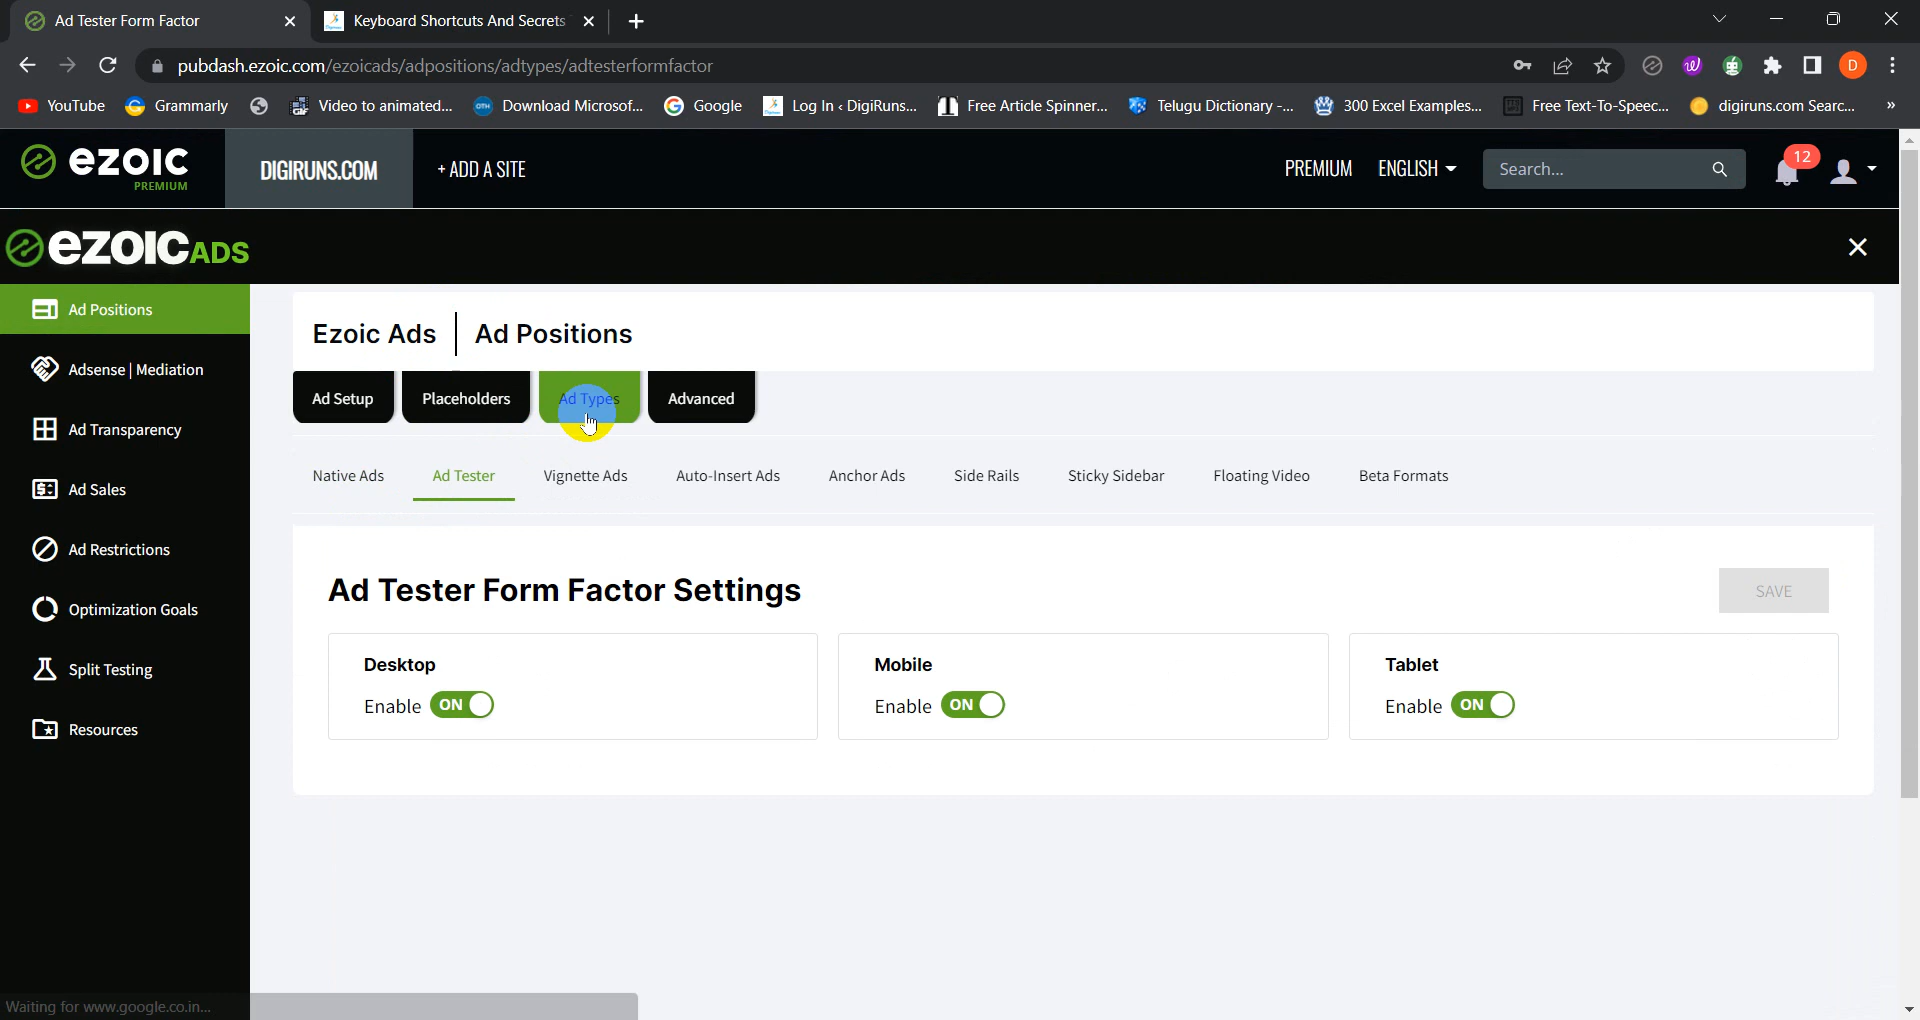 Ad Tester Form Factor
Keyboard Shortcuts And Secrets
pubdash.ezoic.com/ezoicads/adpositions/adtypes/adtesterformfactor
D
YouTube
Grammarly
Video to animated...
OTH
Download Microsof...
Google
Log In ‹ DigiRuns...
Free Article Spinner...
Telugu Dictionary -...
300 Excel Examples...
Free Text-To-Speec...
digiruns.com Searc...
»
ezoic
PREMIUM
DIGIRUNS.COM
+ ADD A SITE
PREMIUM
ENGLISH
Search...
12
ezoicADS
Ad Positions
Adsense | Mediation
Ad Transparency
Ad Sales
Ad Restrictions
Optimization Goals
Split Testing
Resources
Ezoic Ads | Ad Positions
Ad Setup
Placeholders
Ad Types
Advanced
Native Ads
Ad Tester
Vignette Ads
Auto-Insert Ads
Anchor Ads
Side Rails
Sticky Sidebar
Floating Video
Beta Formats
Ad Tester Form Factor Settings
SAVE
Desktop
Enable ON
Mobile
Enable ON
Tablet
Enable ON
Waiting for www.google.co.in...